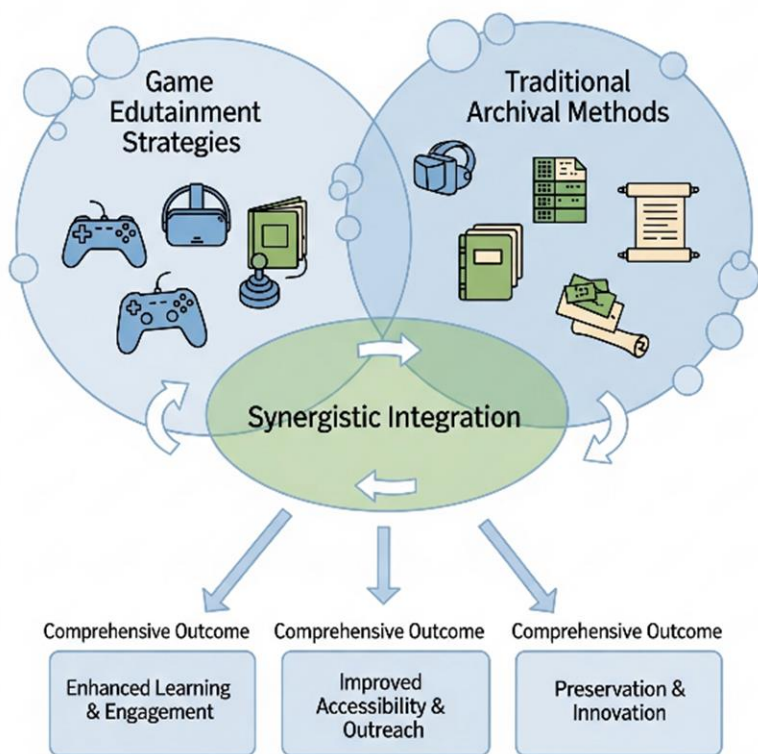 Game
Edutainment
Strategies
Traditional
Archival Methods
Synergistic Integration
Comprehensive Outcome
Enhanced Learning
& Engagement
Comprehensive Outcome
Improved
Accessibility &
Outreach
Comprehensive Outcome
Preservation &
Innovation